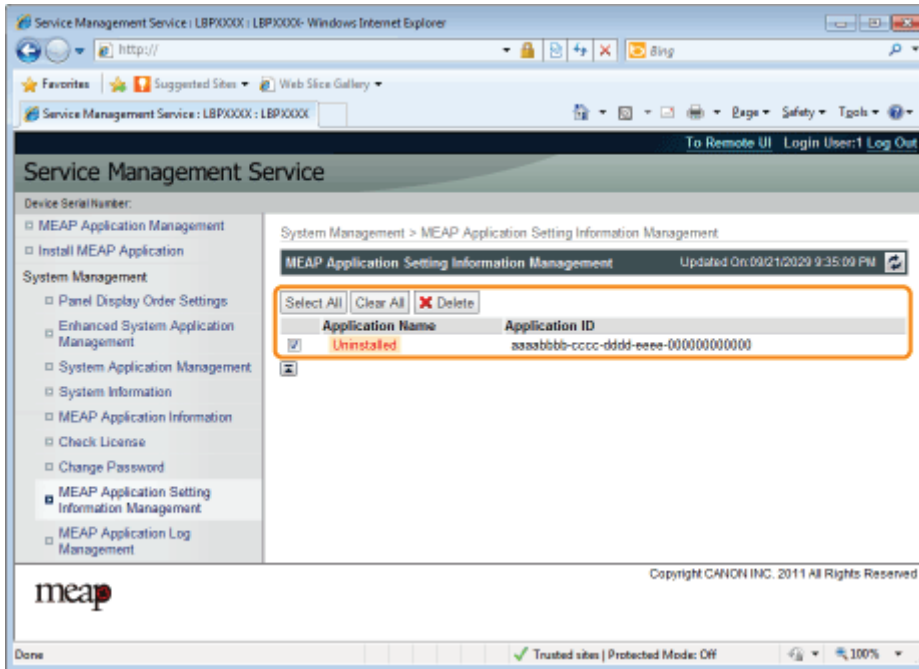 Service Management Service : LBPXXXX : LBPXXXX- Windows Internet Explorer
http://
Bing
Favorites Suggested Sites Web Slice Gallery
Service Management Service : LBPXXXX : LBPXXXX
Page Safety Tools
To Remote UI Login User:1 Log Out
Service Management Service
Device Serial Number:
MEAP Application Management
Install MEAP Application
System Management
Panel Display Order Settings
Enhanced System Application
Management
System Application Management
System Information
MEAP Application Information
Check License
Change Password
MEAP Application Setting
Information Management
MEAP Application Log
Management
System Management > MEAP Application Setting Information Management
MEAP Application Setting Information Management Updated On:09/21/2029 9:35:09 PM
Select All Clear All Delete
Application Name Application ID
Uninstalled aaaabbbb-cccc-dddd-eeee-000000000000
Copyright CANON INC. 2011 All Rights Reserved
meap
Done Trusted sites | Protected Mode: Off 100%